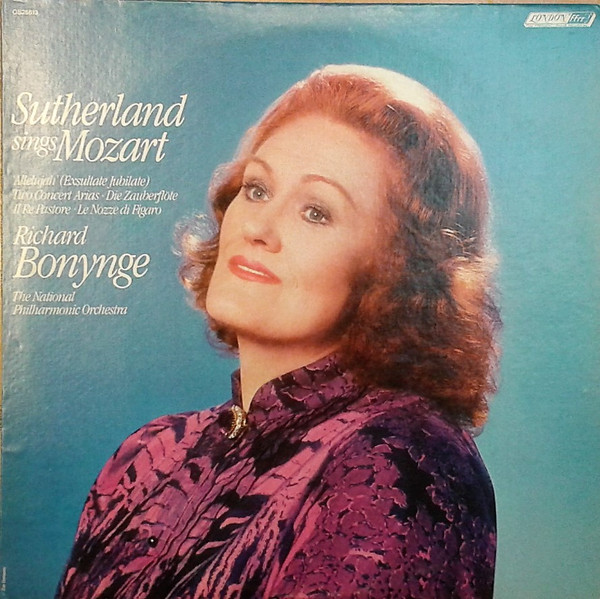 LONDON ffrr
Sutherland
sings Mozart
'Allelujah' (Exsultate Jubilate)
Two Concert Arias · Die Zauberflöte
Il Re Pastore · Le Nozze di Figaro
Richard
Bonynge
The National
Philharmonic Orchestra